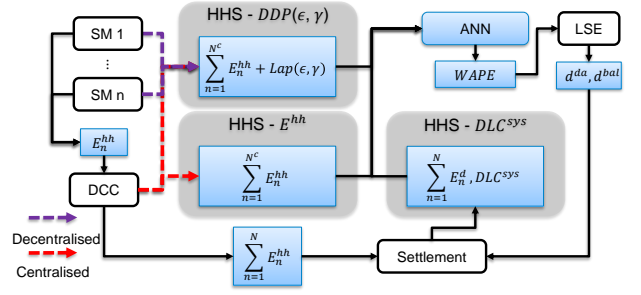 HHS - DDP(ϵ, γ)
SM 1
⋮
SM n
∑_{n=1}^{N^c} E_n^{hh} + Lap(ϵ, γ)
ANN
LSE
WAPE
d^{da}, d^{bal}
E_n^{hh}
HHS - E^{hh}
HHS - DLC^{sys}
DCC
∑_{n=1}^{N^c} E_n^{hh}
∑_{n=1}^{N} E_n^d, DLC^{sys}
Decentralised
Centralised
∑_{n=1}^{N} E_n^{hh}
Settlement